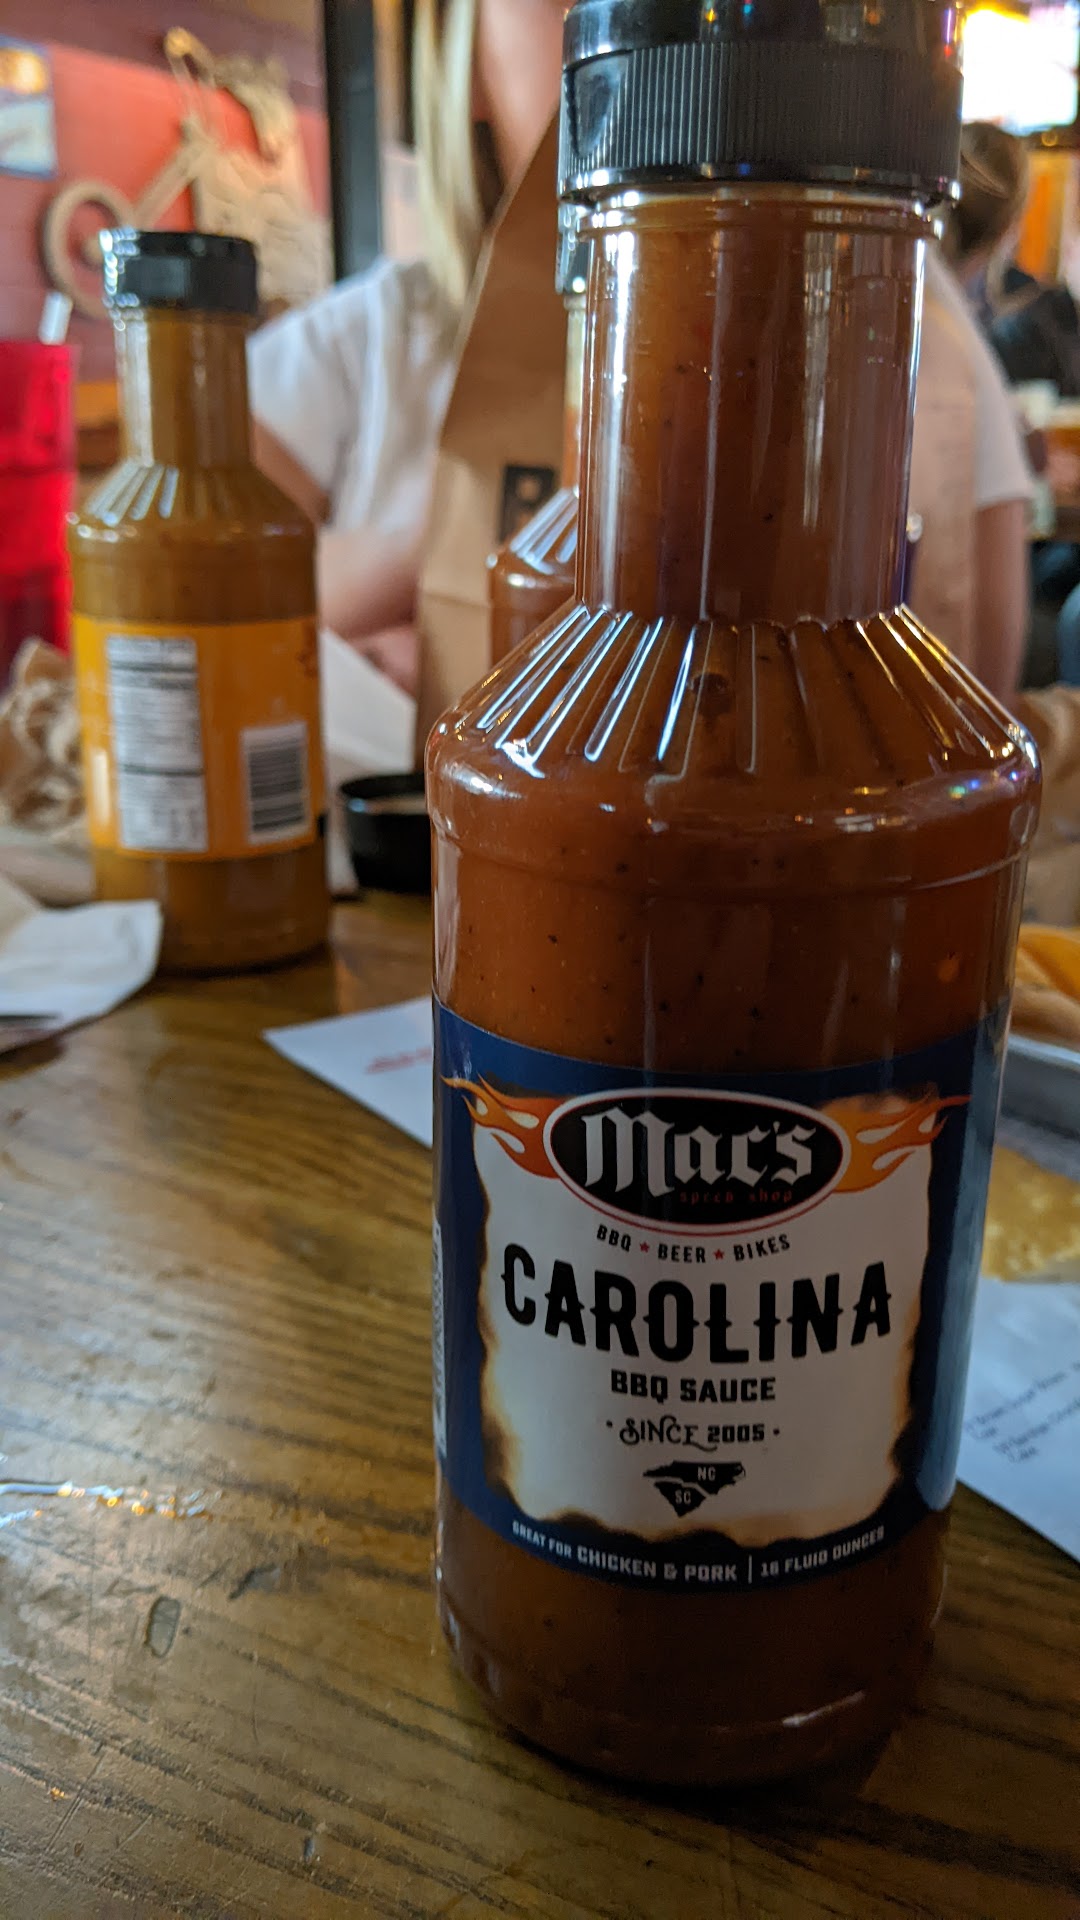 Mac's
speed shop
BBQ ★ BEER ★ BIKES
CAROLINA
BBQ SAUCE
· SINCE 2005 ·
NC
SC
GREAT FOR CHICKEN & PORK | 16 FLUID OUNCES